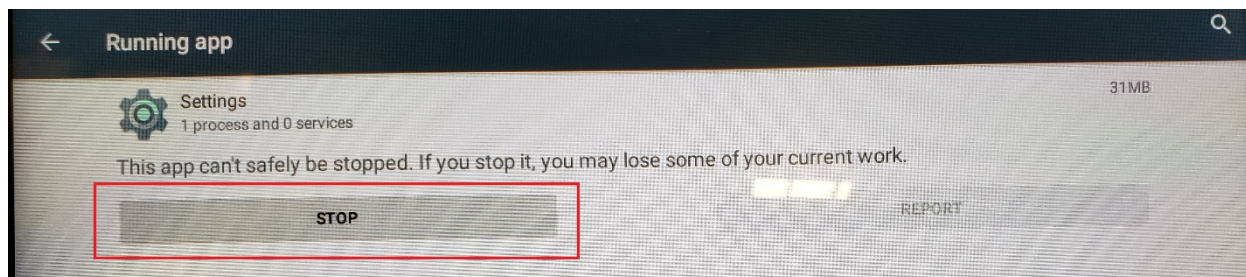 Running app
Settings
31MB
1 process and 0 services
This app can't safely be stopped. If you stop it, you may lose some of your current work.
STOP
REPORT